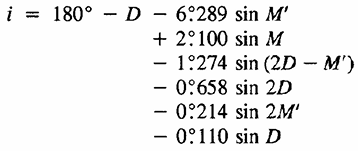 i = 180° − D − 6°.289 sin M′
+ 2°.100 sin M
− 1°.274 sin (2D − M′)
− 0°.658 sin 2D
− 0°.214 sin 2M′
− 0°.110 sin D